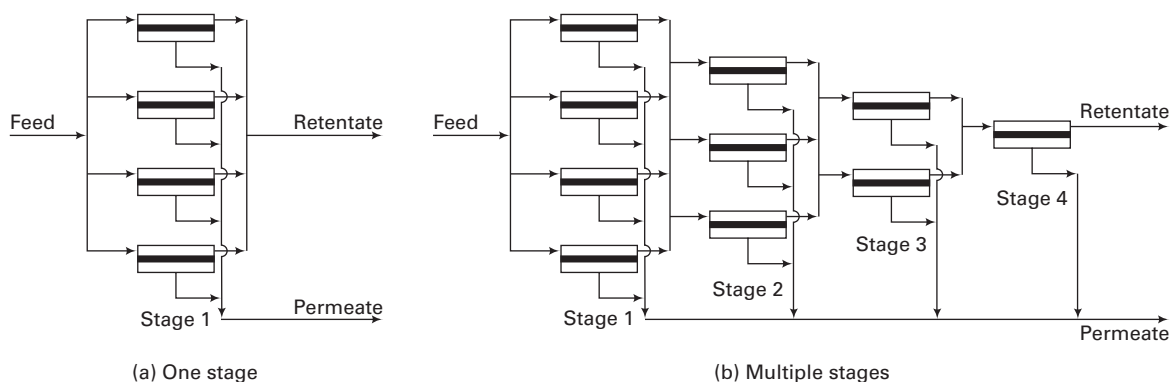 Feed
Retentate
Stage 1
Permeate
(a) One stage
Feed
Retentate
Stage 4
Stage 3
Stage 2
Stage 1
Permeate
(b) Multiple stages